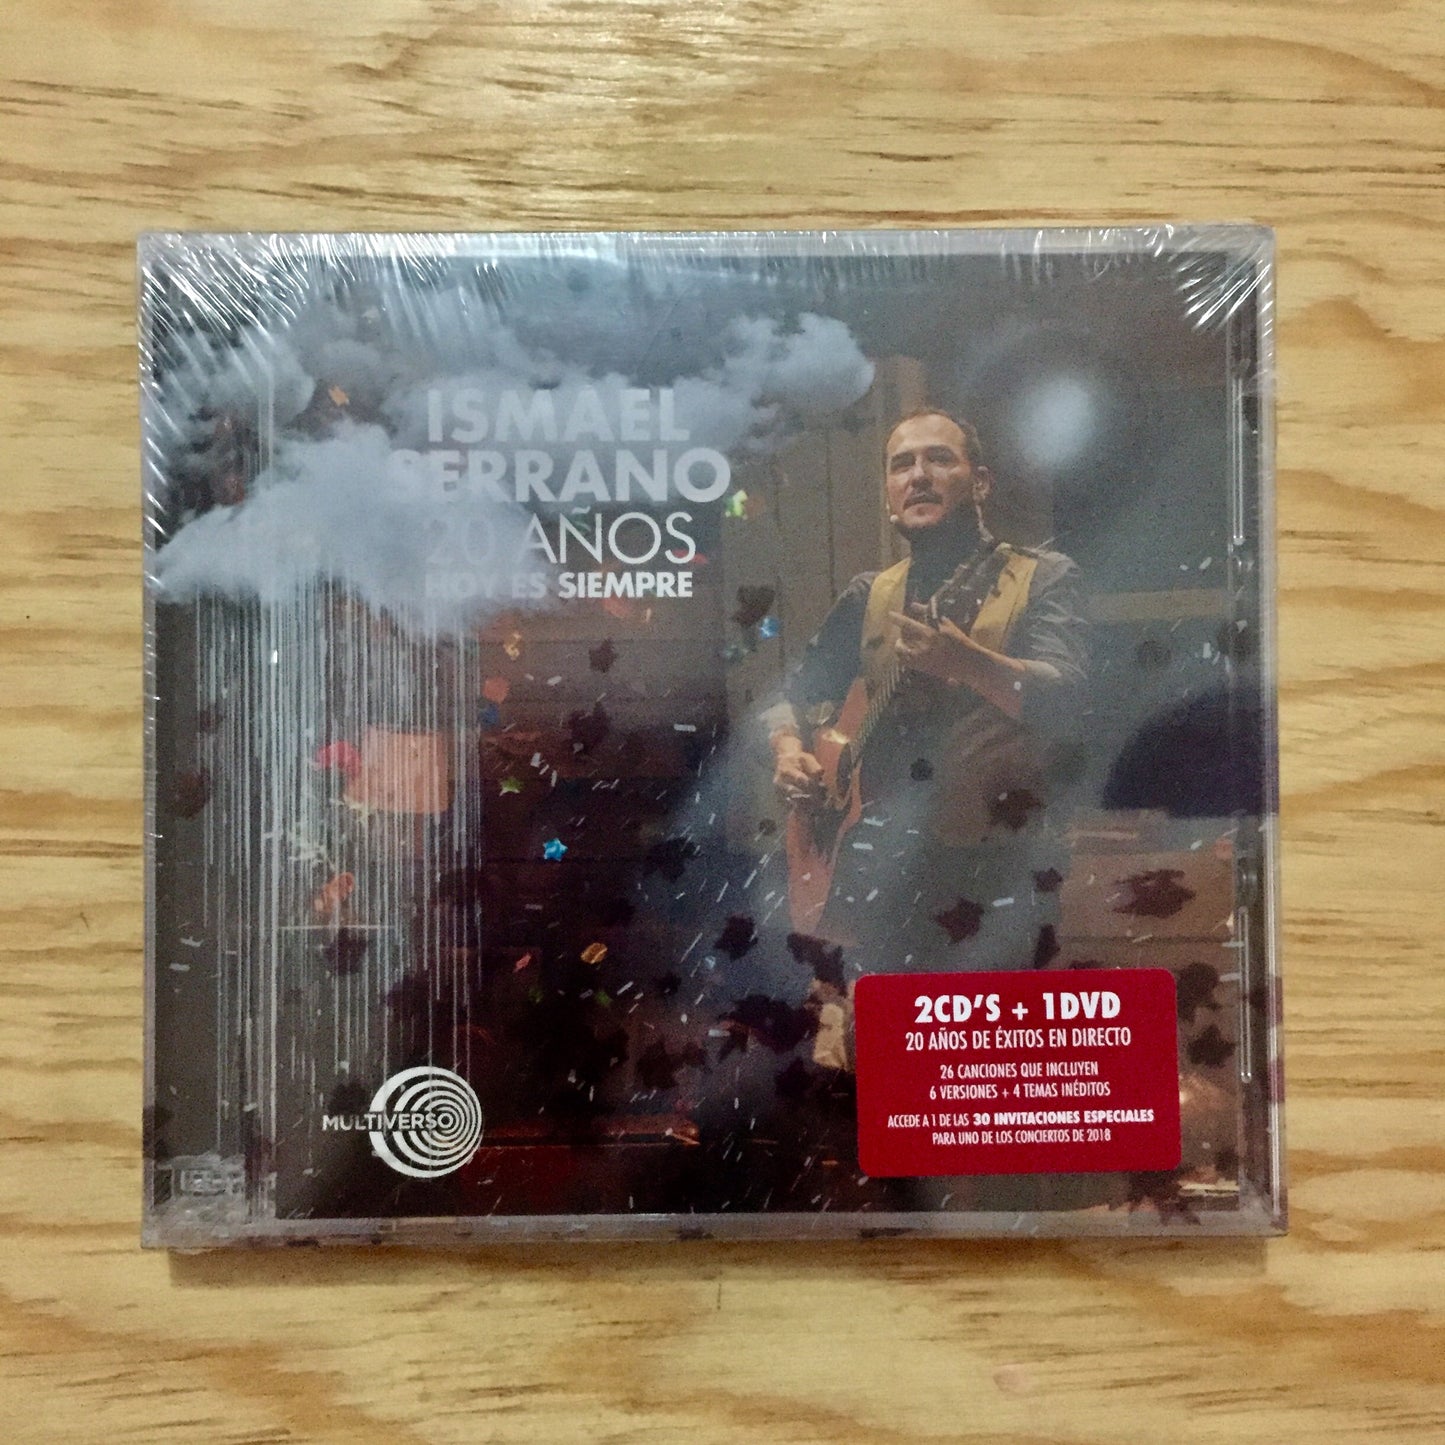 ISMAEL
SERRANO
20 AÑOS
HOY ES SIEMPRE
MULTIVERSO
2CD'S + 1DVD
20 AÑOS DE ÉXITOS EN DIRECTO
26 CANCIONES QUE INCLUYEN
6 VERSIONES + 4 TEMAS INÉDITOS
ACCEDE A 1 DE LAS 30 INVITACIONES ESPECIALES
PARA UNO DE LOS CONCIERTOS DE 2018